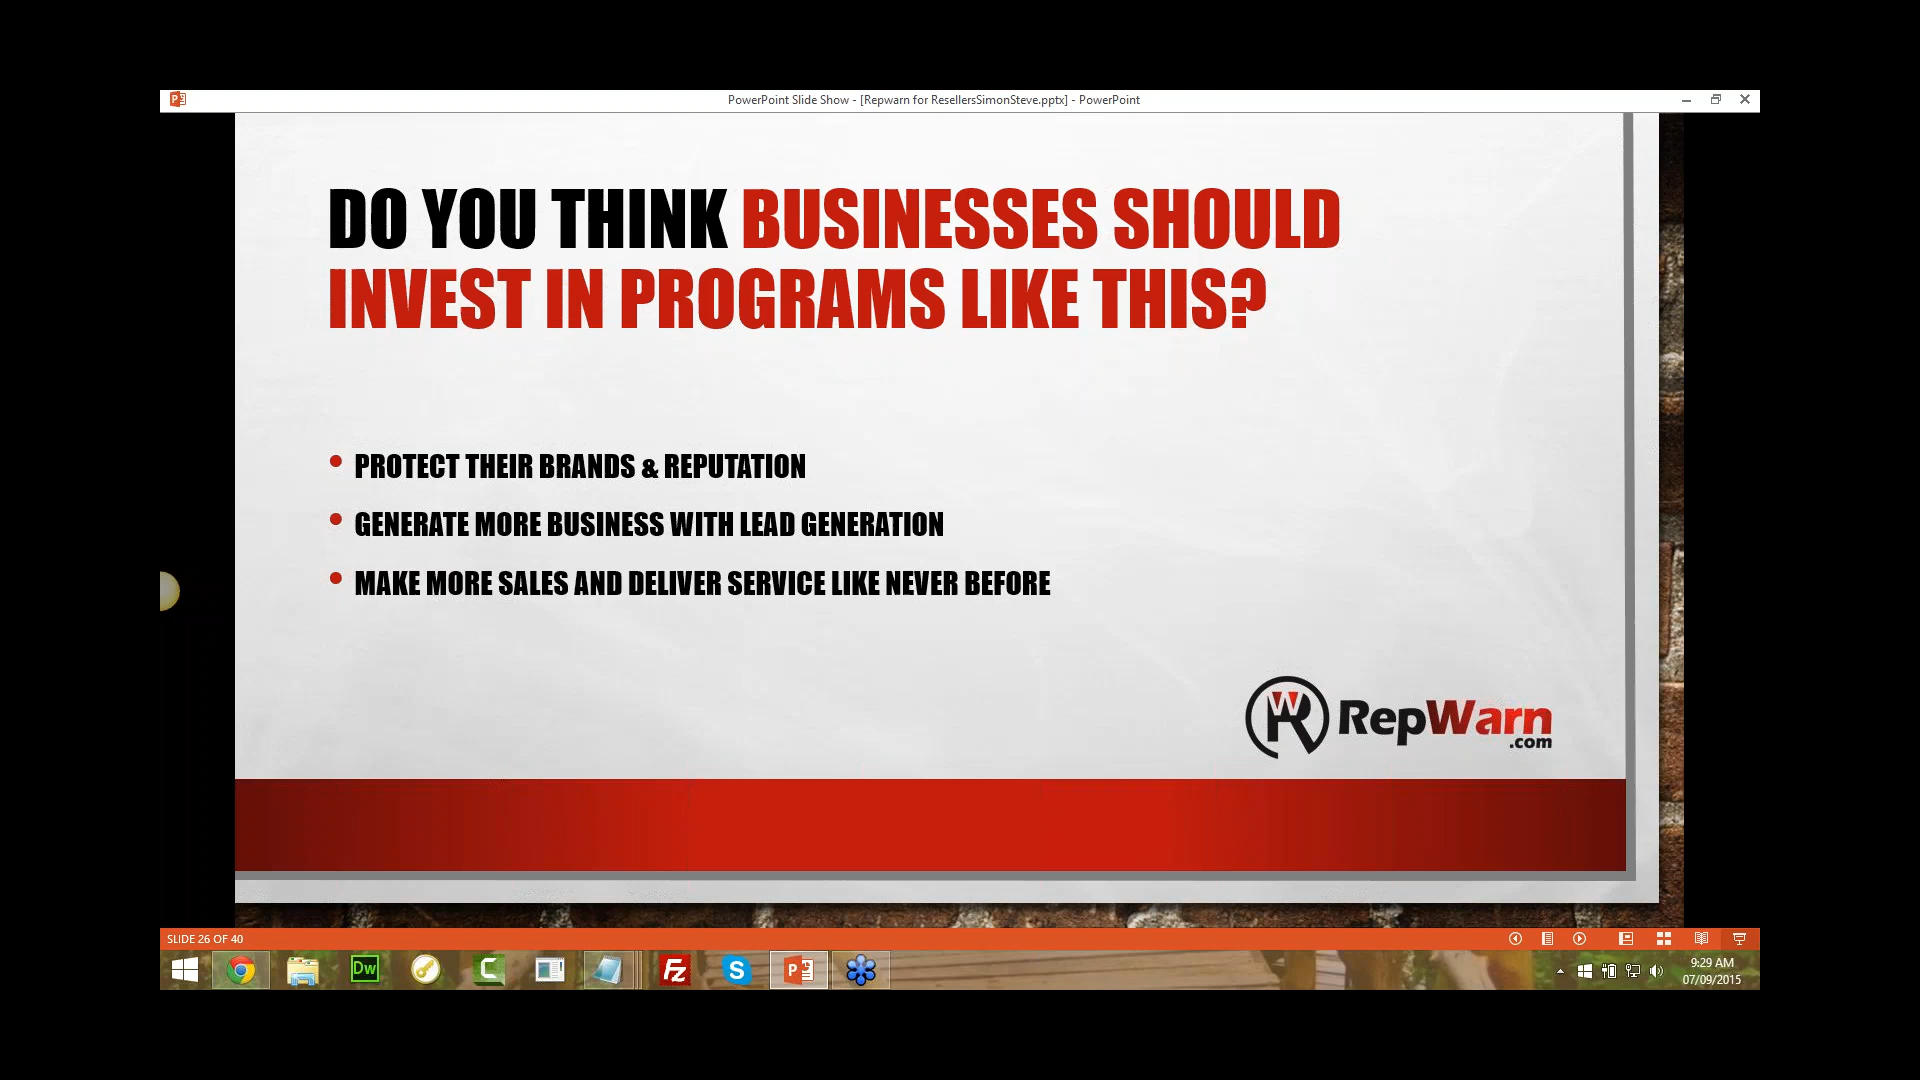 PowerPoint Slide Show - [Repwarn for ResellersSimonSteve.pptx] - PowerPoint
DO YOU THINK BUSINESSES SHOULD
INVEST IN PROGRAMS LIKE THIS?
• PROTECT THEIR BRANDS & REPUTATION
• GENERATE MORE BUSINESS WITH LEAD GENERATION
• MAKE MORE SALES AND DELIVER SERVICE LIKE NEVER BEFORE
RepWarn
.com
SLIDE 26 OF 40
Dw
9:29 AM
07/09/2015